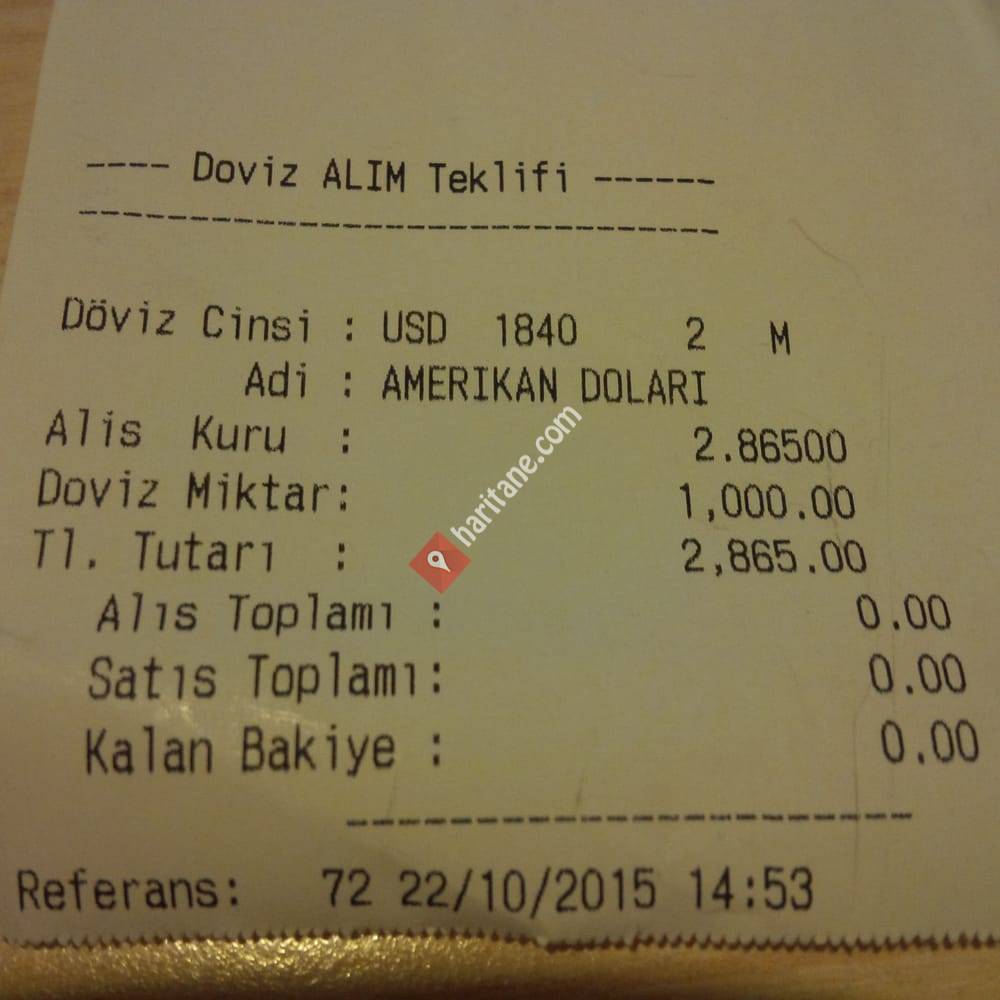 ---- Doviz ALIM Teklifi ------
--------------------------------
Döviz Cinsi : USD 1840 2 M
Adi : AMERIKAN DOLARI
Alis Kuru : 2.86500
Doviz Miktar: 1,000.00
Tl. Tutarı : 2,865.00
Alıs Toplamı : 0.00
Satıs Toplamı: 0.00
Kalan Bakiye : 0.00
----------------------
Referans: 72 22/10/2015 14:53
haritane.com